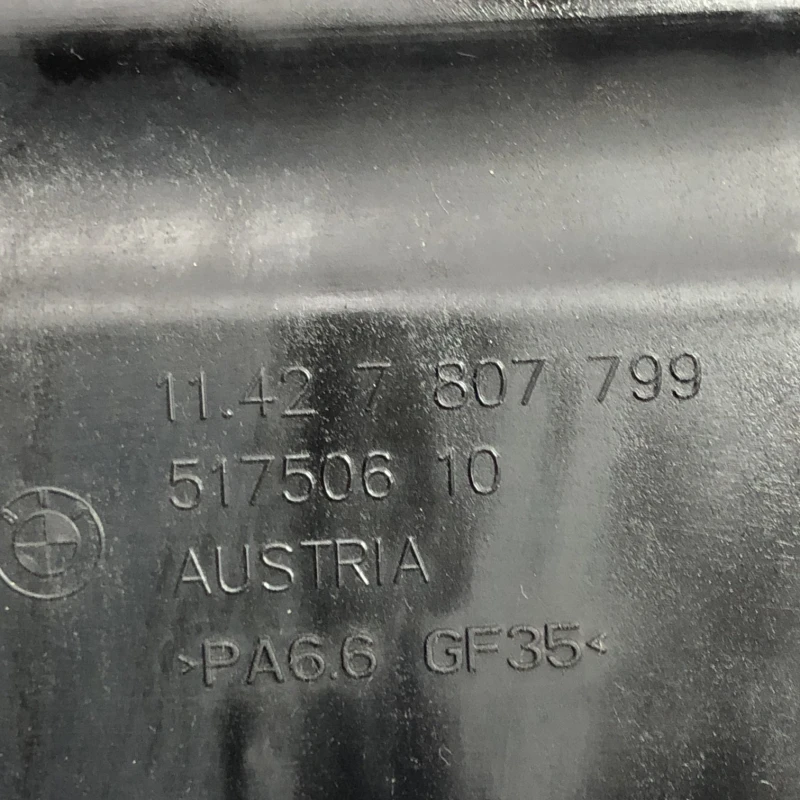 11.42 7 807 799
517506 10
AUSTRIA
>PA6.6 GF35<